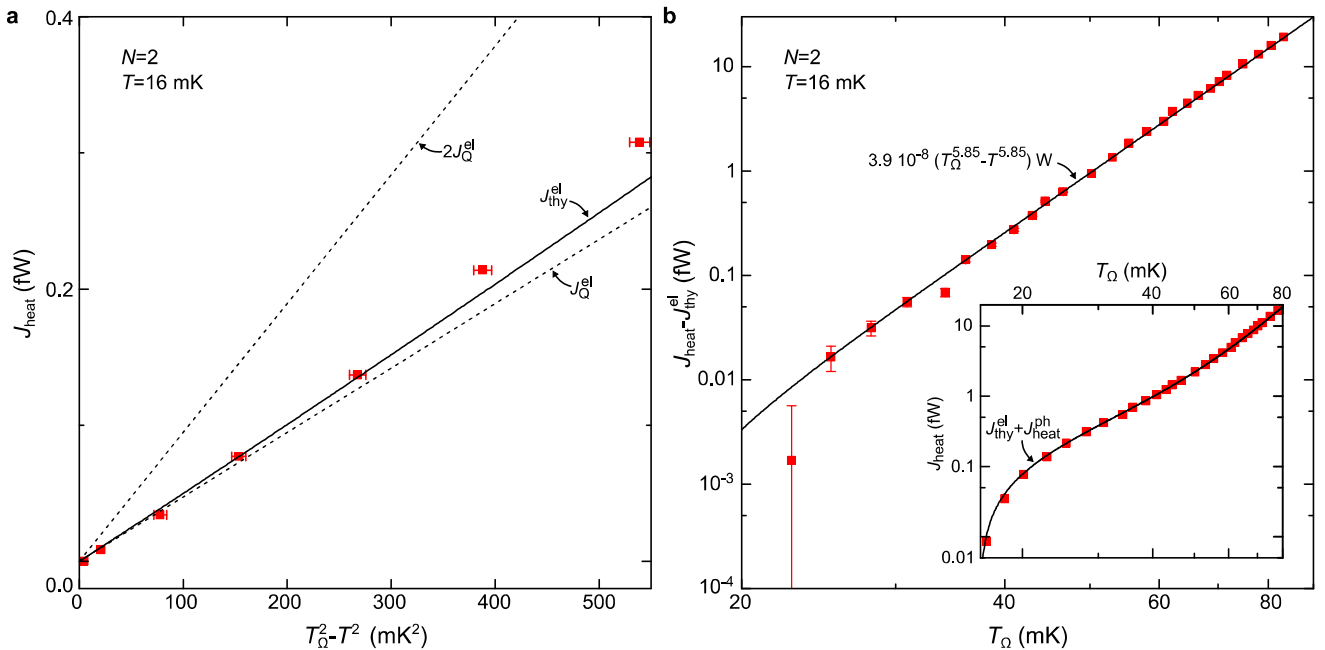 a
N=2
T=16 mK
2J_Q^el
J_thy^el
J_Q^el
J_heat (fW)
0.4
0.2
0.0
0 100 200 300 400 500
T_Ω^2-T^2 (mK^2)
b
N=2
T=16 mK
3.9 10^-8 (T_Ω^5.85-T^5.85) W
J_heat-J_thy^el (fW)
10
1
0.1
0.01
10^-3
10^-4
20 40 60 80
T_Ω (mK)
T_Ω (mK)
20 40 60 80
J_heat (fW)
10
1
0.1
0.01
J_thy^el+J_heat^ph